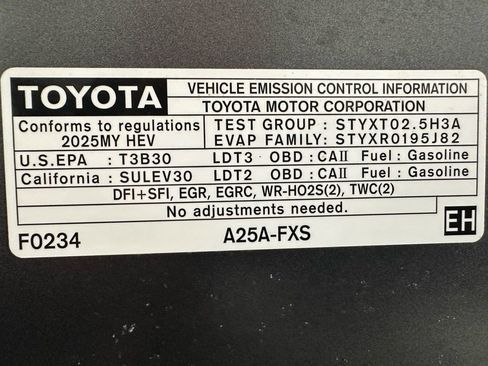 TOYOTA
VEHICLE EMISSION CONTROL INFORMATION
TOYOTA MOTOR CORPORATION
Conforms to regulations
2025MY HEV
TEST GROUP : STYXT02.5H3A
EVAP FAMILY: STYXR0195J82
U.S.EPA : T3B30 LDT3 OBD : CAII Fuel : Gasoline
California : SULEV30 LDT2 OBD : CAII Fuel : Gasoline
DFI+SFI, EGR, EGRC, WR-HO2S(2), TWC(2)
No adjustments needed.
F0234 A25A-FXS EH